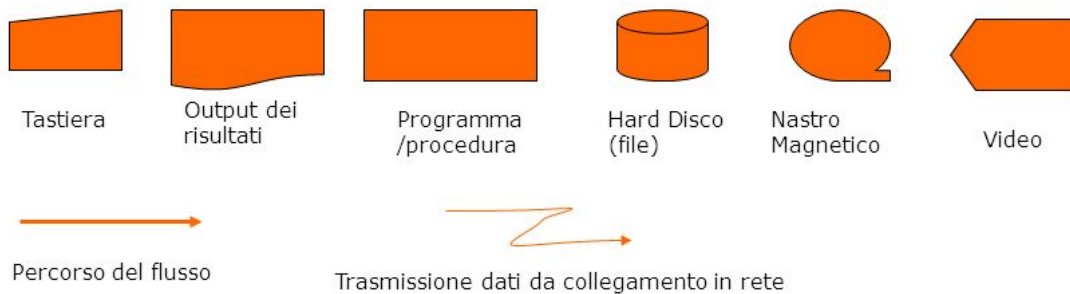 Tastiera
Output dei
risultati
Programma
/procedura
Hard Disco
(file)
Nastro
Magnetico
Video
Percorso del flusso
Trasmissione dati da collegamento in rete